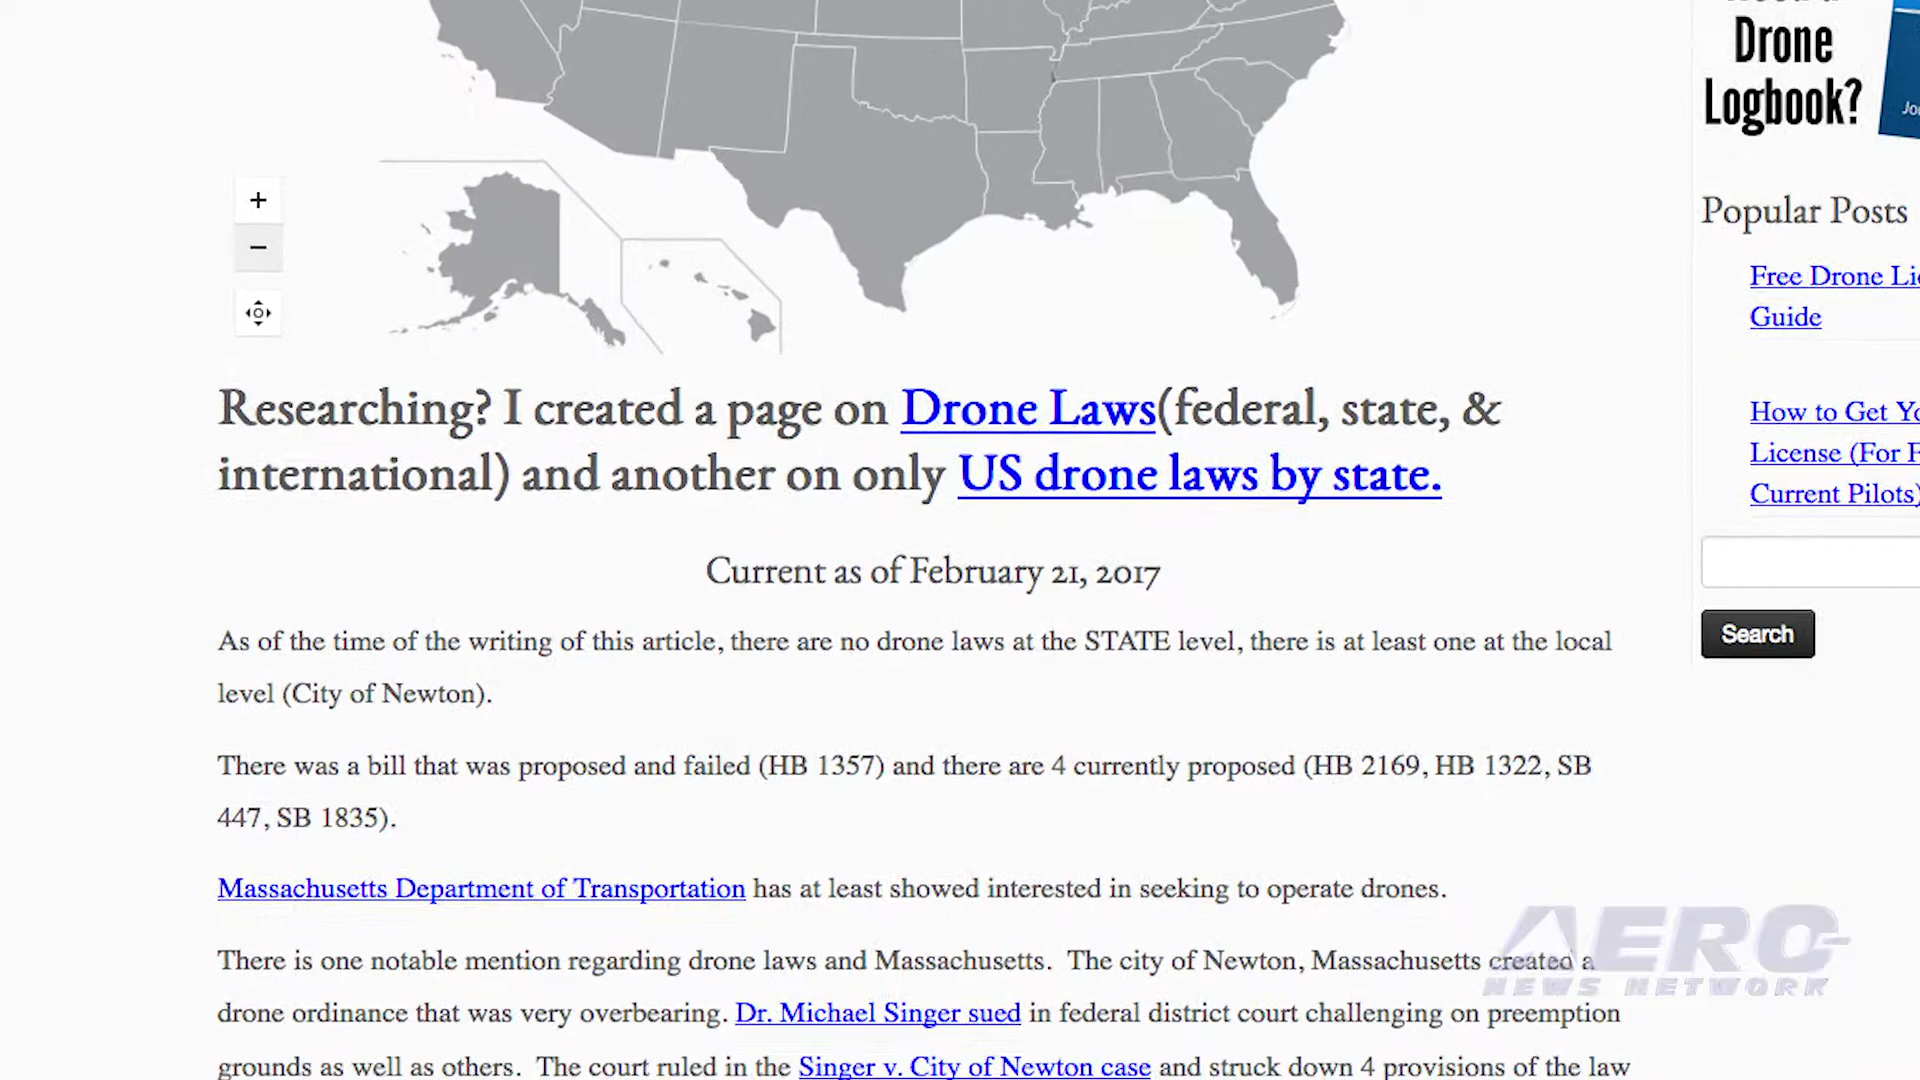 Drone
Logbook?
+
−
Popular Posts
Free Drone
Guide
Researching? I created a page on Drone Laws(federal, state, &
international) and another on only US drone laws by state.
How to Get
License (For
Current Pilots)
Current as of February 21, 2017
As of the time of the writing of this article, there are no drone laws at the STATE level, there is at least one at the local
level (City of Newton).
Search
There was a bill that was proposed and failed (HB 1357) and there are 4 currently proposed (HB 2169, HB 1322, SB
447, SB 1835).
Massachusetts Department of Transportation has at least showed interested in seeking to operate drones.
There is one notable mention regarding drone laws and Massachusetts.  The city of Newton, Massachusetts created a
drone ordinance that was very overbearing. Dr. Michael Singer sued in federal district court challenging on preemption
grounds as well as others.  The court ruled in the Singer v. City of Newton case and struck down 4 provisions of the law
AERO
NEWS NETWORK